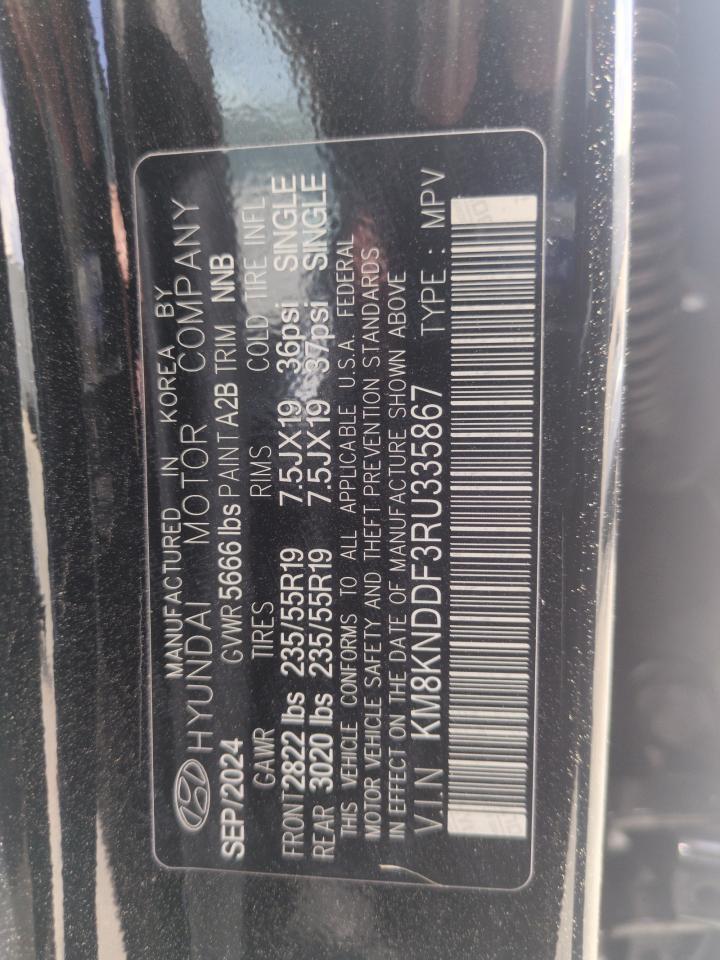 MANUFACTURED IN KOREA BY
HYUNDAI MOTOR COMPANY
SEP/2024 GVWR 5666 lbs PAINT A2B TRIM NNB
GAWR TIRES RIMS COLD TIRE INFL
FRONT 2822 lbs 235/55R19 7.5JX19 36psi SINGLE
REAR 3020 lbs 235/55R19 7.5JX19 37psi SINGLE
THIS VEHICLE CONFORMS TO ALL APPLICABLE U.S.A. FEDERAL
MOTOR VEHICLE SAFETY AND THEFT PREVENTION STANDARDS
IN EFFECT ON THE DATE OF MANUFACTURE SHOWN ABOVE
V.I.N KM8KNDDF3RU335867 TYPE : MPV